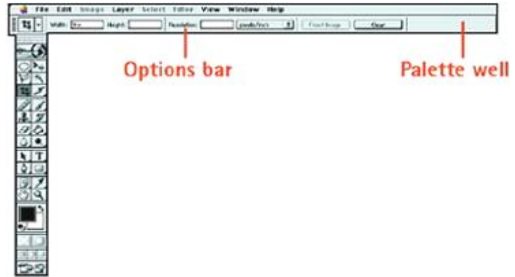 File Edit Image Layer Select Filter View Window Help
Width: Height: Resolution: pixels/inch Front Image Clear
Options bar Palette well
T